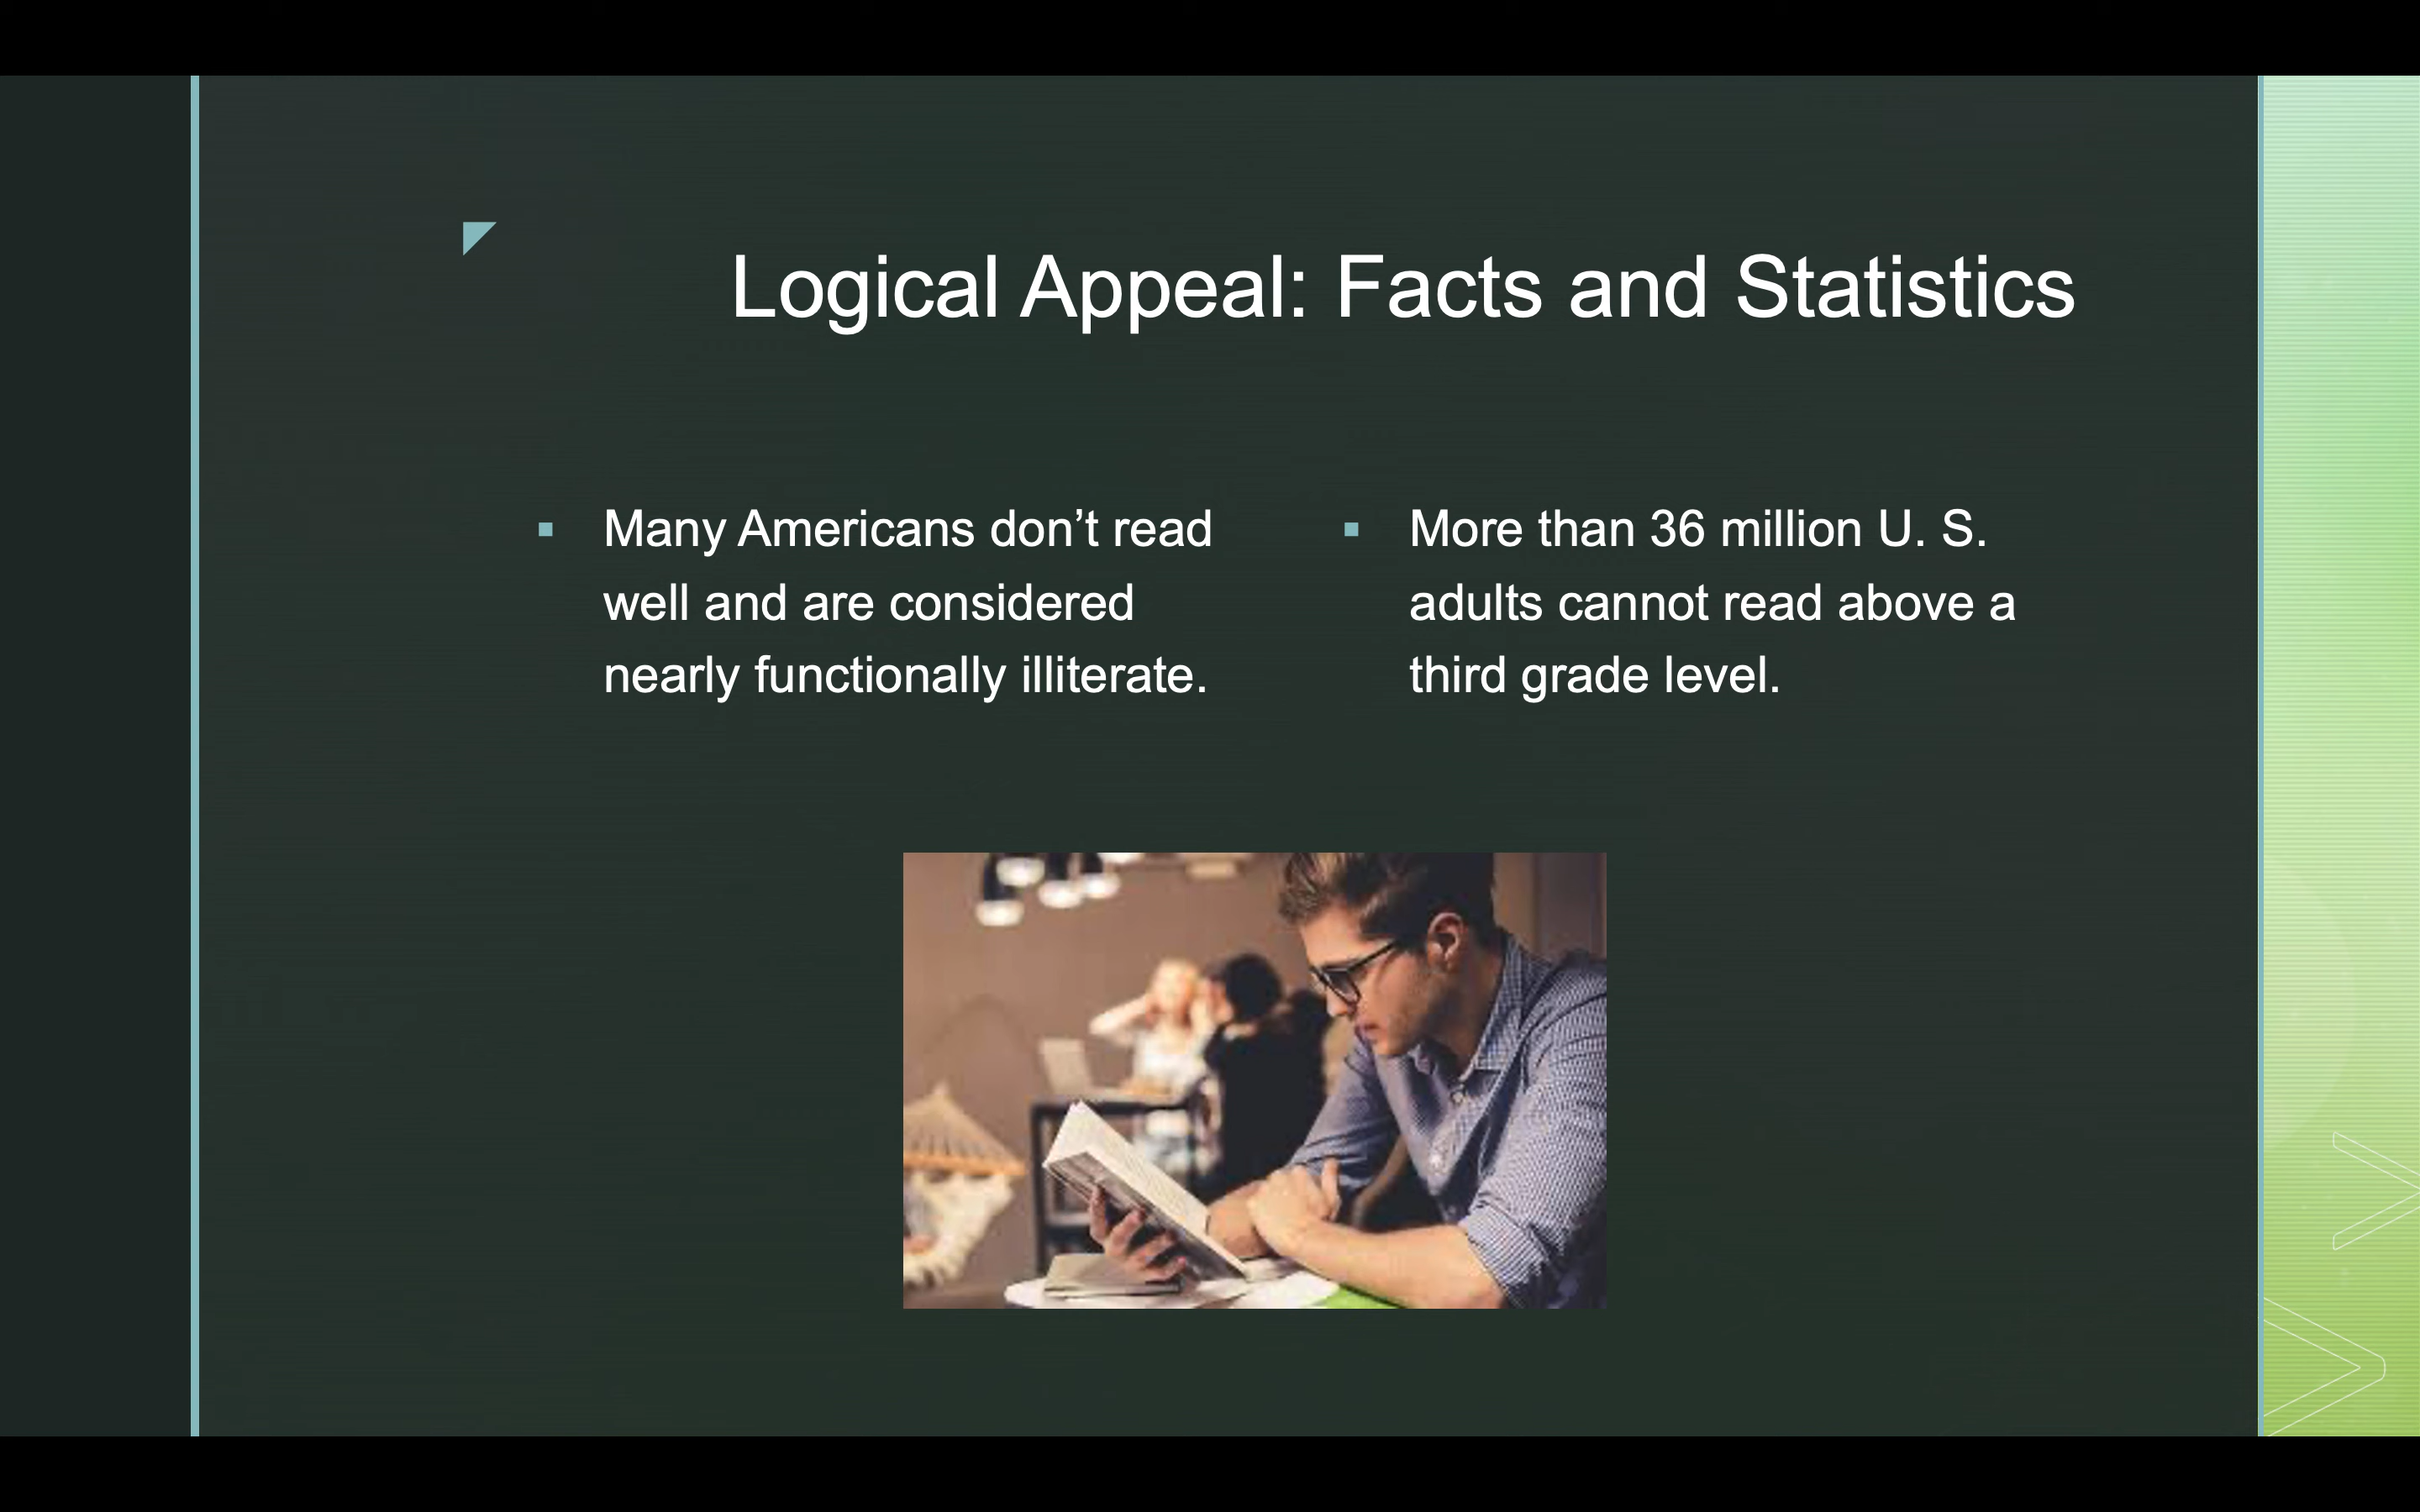 Logical Appeal: Facts and Statistics
Many Americans don’t read
well and are considered
nearly functionally illiterate.
More than 36 million U. S.
adults cannot read above a
third grade level.